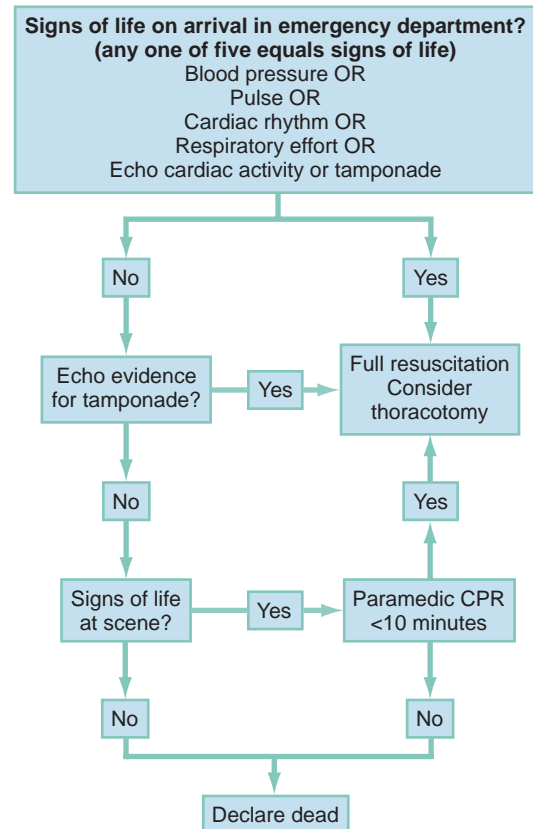 Signs of life on arrival in emergency department?
(any one of five equals signs of life)
Blood pressure OR
Pulse OR
Cardiac rhythm OR
Respiratory effort OR
Echo cardiac activity or tamponade
No
Yes
Echo evidence
for tamponade?
Yes
Full resuscitation
Consider
thoracotomy
No
Yes
Signs of life
at scene?
Yes
Paramedic CPR
<10 minutes
No
No
Declare dead